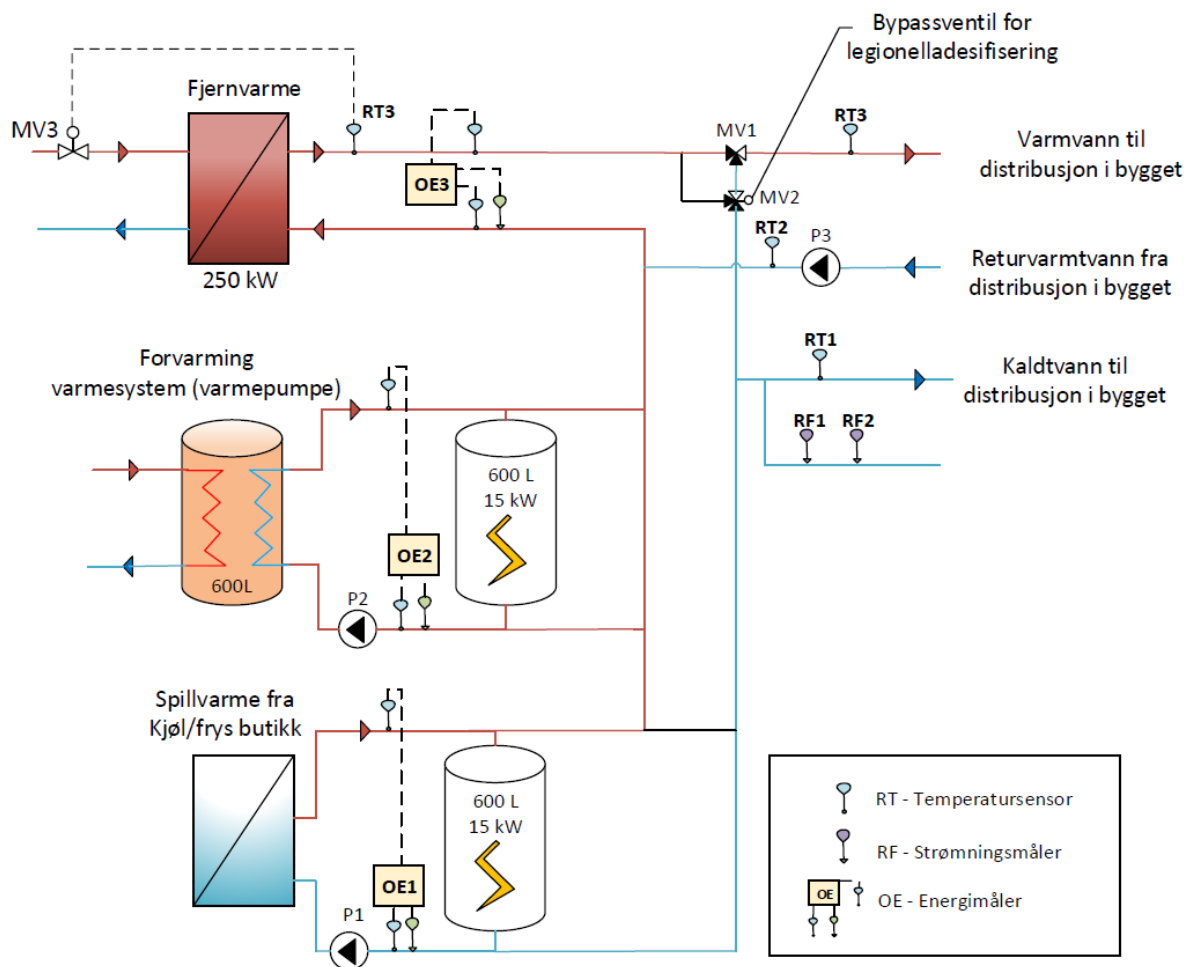 Bypassventil for
legionelladesifisering
Fjernvarme
MV3
RT3
OE3
250 kW
MV1
RT3
Varmvann til
distribusjon i bygget
MV2
RT2
P3
Returvarmtvann fra
distribusjon i bygget
RT1
Kaldtvann til
distribusjon i bygget
RF1
RF2
Forvarming
varmesystem (varmepumpe)
600 L
15 kW
OE2
600L
P2
Spillvarme fra
Kjøl/frys butikk
600 L
15 kW
OE1
P1
RT - Temperatursensor
RF - Strømningsmåler
OE
OE - Energimåler